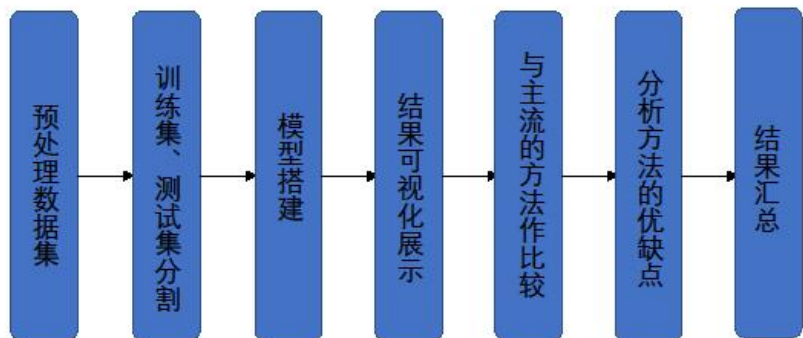 预处理数据集
训练集、测试集分割
模型搭建
结果可视化展示
与主流的方法作比较
分析方法的优缺点
结果汇总